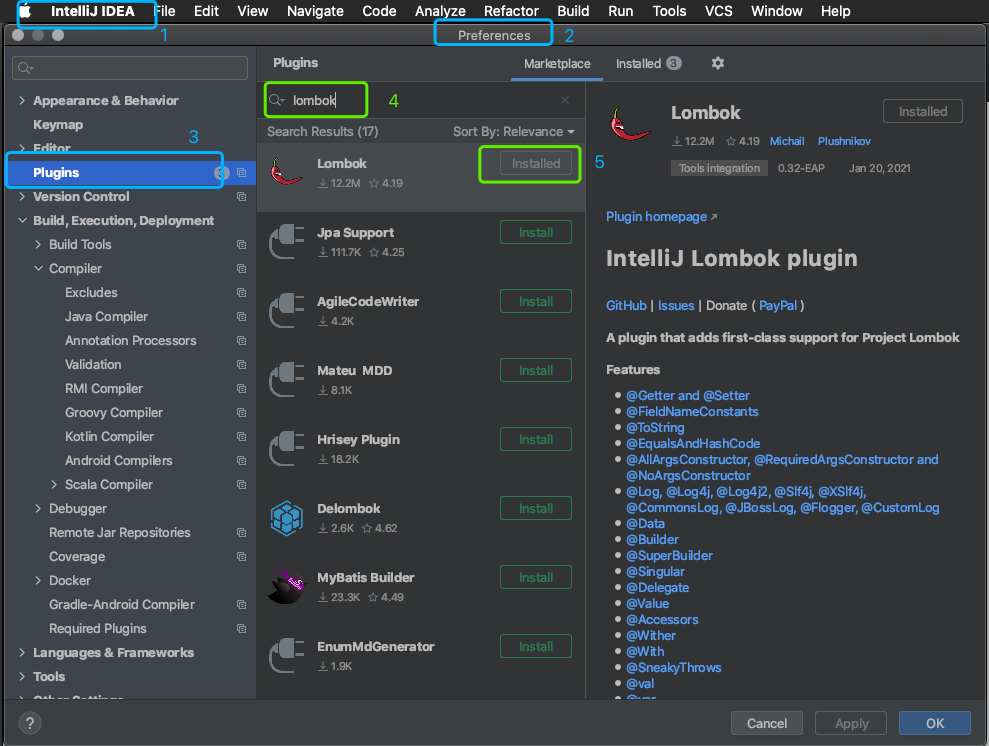 IntelliJ IDEA File Edit View Navigate Code Analyze Refactor Build Run Tools VCS Window Help
1
Preferences 2
Appearance & Behavior
Keymap
3
Editor
Plugins
Version Control
Build, Execution, Deployment
Build Tools
Compiler
Excludes
Java Compiler
Annotation Processors
Validation
RMI Compiler
Groovy Compiler
Kotlin Compiler
Android Compilers
Scala Compiler
Debugger
Remote Jar Repositories
Coverage
Docker
Gradle-Android Compiler
Required Plugins
Languages & Frameworks
Tools
Other Settings
Plugins Marketplace Installed 3
lombok 4
Search Results (17) Sort By: Relevance
Lombok Installed 5
12.2M 4.19
Jpa Support Install
111.7K 4.25
AgileCodeWriter Install
4.2K
Mateu MDD Install
8.1K
Hrisey Plugin Install
18.2K
Delombok Install
2.6K 4.62
MyBatis Builder Install
23.3K 4.49
EnumMdGenerator Install
1.9K
Lombok Installed
12.2M 4.19 Michail Plushnikov
Tools integration 0.32-EAP Jan 20, 2021
Plugin homepage
IntelliJ Lombok plugin
GitHub | Issues | Donate ( PayPal )
A plugin that adds first-class support for Project Lombok
Features
@Getter and @Setter
@FieldNameConstants
@ToString
@EqualsAndHashCode
@AllArgsConstructor, @RequiredArgsConstructor and
@NoArgsConstructor
@Log, @Log4j, @Log4j2, @Slf4j, @XSlf4j,
@CommonsLog, @JBossLog, @Flogger, @CustomLog
@Data
@Builder
@SuperBuilder
@Singular
@Delegate
@Value
@Accessors
@Wither
@With
@SneakyThrows
@val
@var
? Cancel Apply OK